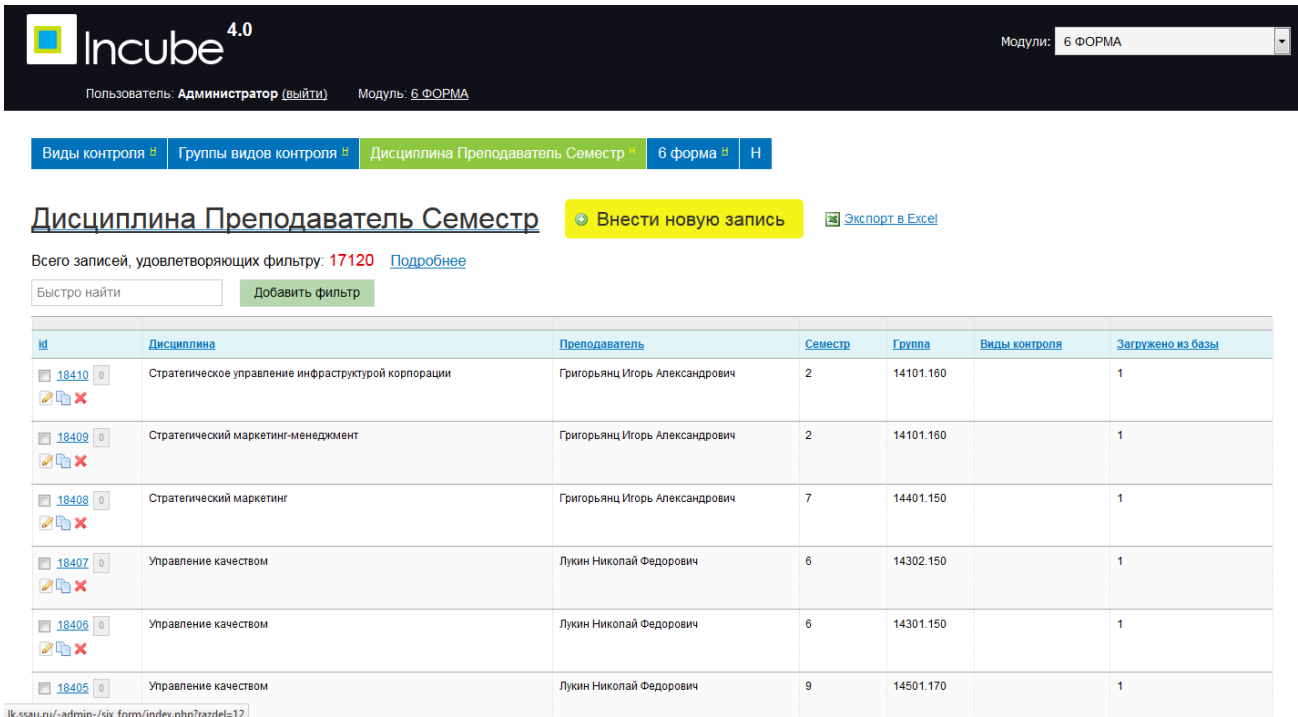 Incube 4.0
Модули: 6 ФОРМА
Пользователь: Администратор (выйти) Модуль: 6 ФОРМА
Виды контроля H Группы видов контроля H Дисциплина Преподаватель Семестр H 6 форма H Н
Дисциплина Преподаватель Семестр Внести новую запись Экспорт в Excel
Всего записей, удовлетворяющих фильтру: 17120 Подробнее
Быстро найти Добавить фильтр
id Дисциплина Преподаватель Семестр Группа Виды контроля Загружено из базы
18410 0 Стратегическое управление инфраструктурой корпорации Григорьянц Игорь Александрович 2 14101.160 1
18409 0 Стратегический маркетинг-менеджмент Григорьянц Игорь Александрович 2 14101.160 1
18408 0 Стратегический маркетинг Григорьянц Игорь Александрович 7 14401.150 1
18407 0 Управление качеством Лукин Николай Федорович 6 14302.150 1
18406 0 Управление качеством Лукин Николай Федорович 6 14301.150 1
18405 0 Управление качеством Лукин Николай Федорович 9 14501.170 1
lk.ssau.ru/-admin-/six_form/index.php?razdel=12